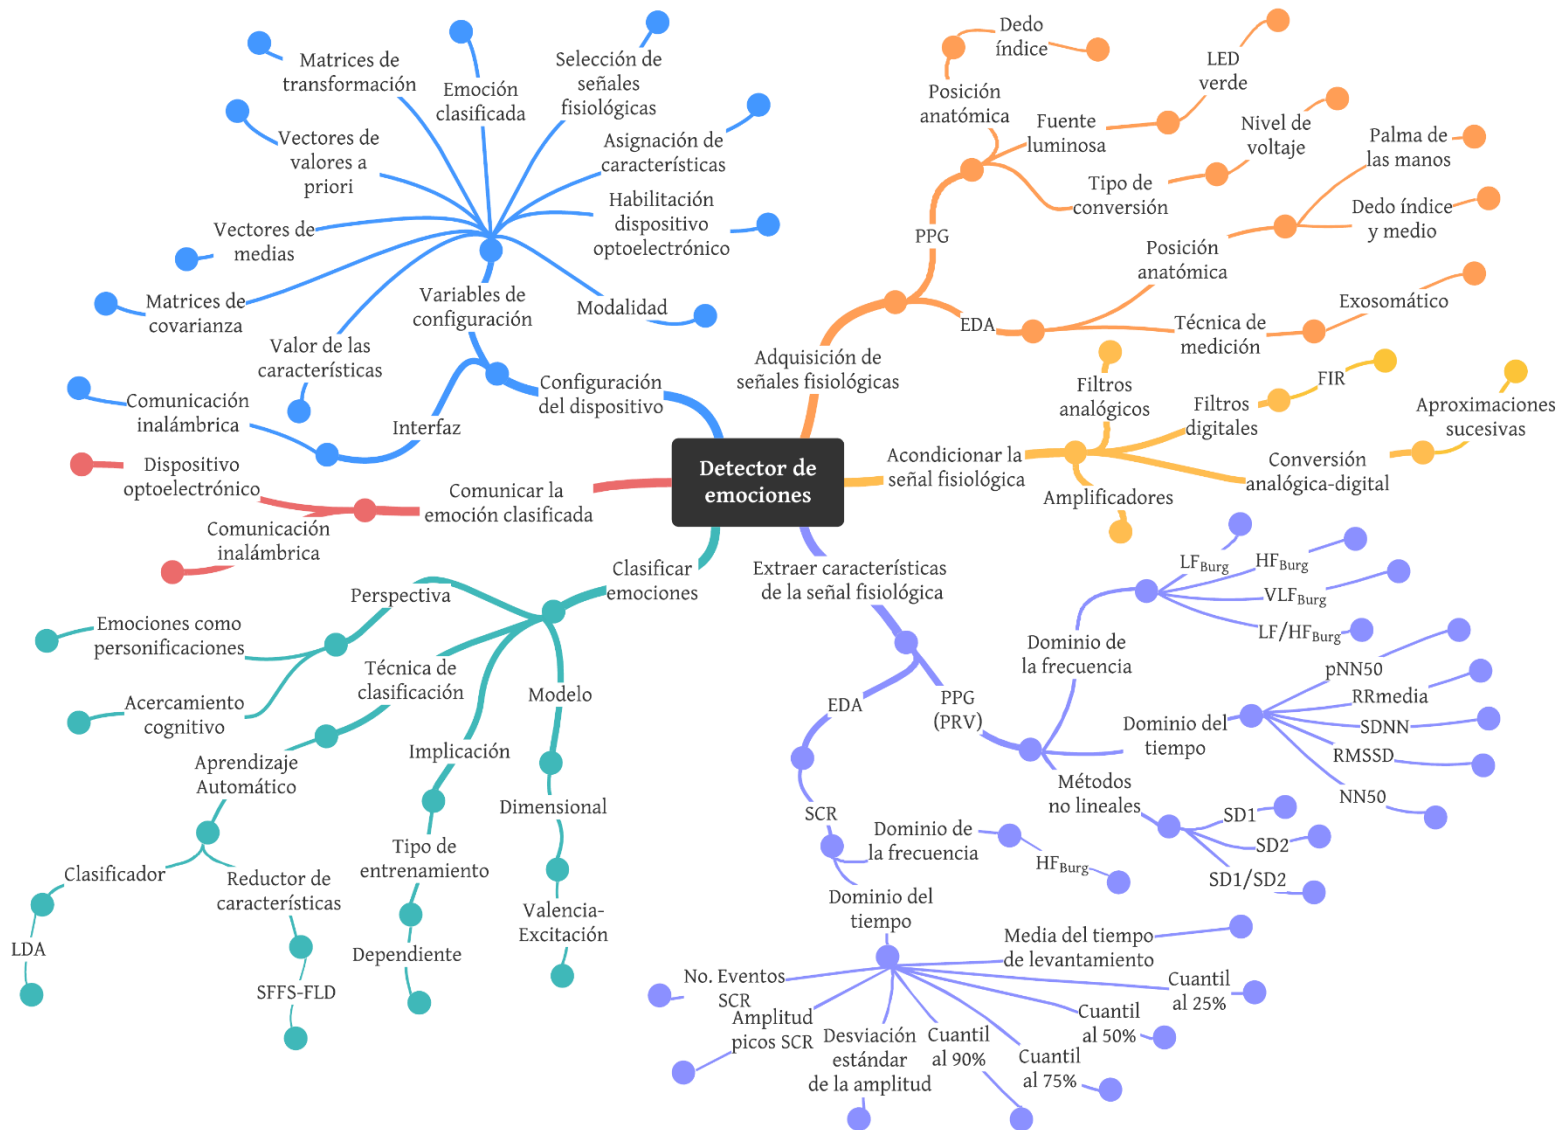 Detector de
emociones
Configuración
del dispositivo
Variables de
configuración
Matrices de
transformación
Emoción
clasificada
Selección de
señales
fisiológicas
Asignación de
características
Habilitación
dispositivo
optoelectrónico
Modalidad
Vectores de
valores a
priori
Vectores de
medias
Matrices de
covarianza
Valor de las
características
Interfaz
Comunicación
inalámbrica
Comunicar la
emoción clasificada
Dispositivo
optoelectrónico
Comunicación
inalámbrica
Clasificar
emociones
Perspectiva
Emociones como
personificaciones
Acercamiento
cognitivo
Técnica de
clasificación
Aprendizaje
Automático
Clasificador
LDA
Reductor de
características
SFFS-FLD
Implicación
Tipo de
entrenamiento
Dependiente
Modelo
Dimensional
Valencia-
Excitación
Adquisición de
señales fisiológicas
PPG
Posición
anatómica
Dedo
índice
Fuente
luminosa
LED
verde
Tipo de
conversión
Nivel de
voltaje
EDA
Posición
anatómica
Palma de
las manos
Dedo índice
y medio
Técnica de
medición
Exosomático
Acondicionar la
señal fisiológica
Filtros
analógicos
Filtros
digitales
FIR
Conversión
analógica-digital
Aproximaciones
sucesivas
Amplificadores
Extraer características
de la señal fisiológica
PPG
(PRV)
Dominio de
la frecuencia
LFBurg
HFBurg
VLFBurg
LF/HFBurg
Dominio del
tiempo
pNN50
RRmedia
SDNN
RMSSD
NN50
Métodos
no lineales
SD1
SD2
SD1/SD2
EDA
SCR
Dominio de
la frecuencia
HFBurg
Dominio del
tiempo
Media del tiempo
de levantamiento
Cuantil
al 25%
Cuantil
al 50%
Cuantil
al 75%
Cuantil
al 90%
Desviación
estándar
de la amplitud
Amplitud
picos SCR
No. Eventos
SCR